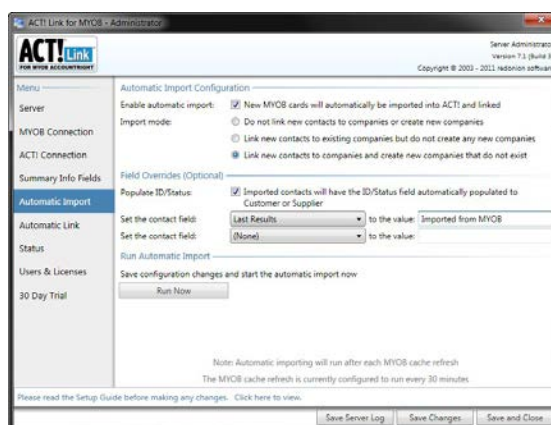 ACT! Link for MYOB - Administrator
ACT! Link
FOR MYOB ACCOUNTRIGHT
Server Administrato
Version 7.1 (Build 3
Copyright © 2003 - 2011 redonion softwar
Menu
Server
MYOB Connection
ACT! Connection
Summary Info Fields
Automatic Import
Automatic Link
Status
Users & Licenses
30 Day Trial
Automatic Import Configuration
Enable automatic import: New MYOB cards will automatically be imported into ACT! and linked
Import mode: Do not link new contacts to companies or create new companies
Link new contacts to existing companies but do not create any new companies
Link new contacts to companies and create new companies that do not exist
Field Overrides (Optional)
Populate ID/Status: Imported contacts will have the ID/Status field automatically populated to
Customer or Supplier
Set the contact field: Last Results to the value: Imported from MYOB
Set the contact field: (None) to the value:
Run Automatic Import
Save configuration changes and start the automatic import now
Run Now
Note: Automatic importing will run after each MYOB cache refresh
The MYOB cache refresh is currently configured to run every 30 minutes
Please read the Setup Guide before making any changes. Click here to view.
Save Server Log Save Changes Save and Close